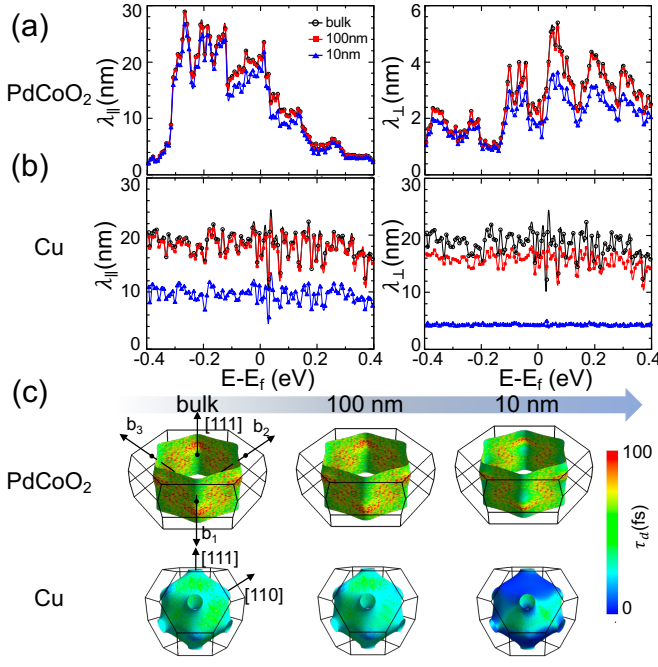 (a)
PdCoO₂
λ∥(nm)
30
20
10
0
bulk
100nm
10nm
λ⊥(nm)
6
4
2
0
(b)
Cu
λ∥(nm)
30
20
10
0
-0.4 -0.2 0 0.2 0.4
E-Ef (eV)
λ⊥(nm)
30
20
10
0
-0.4 -0.2 0 0.2 0.4
E-Ef (eV)
(c)
bulk 100 nm 10 nm
PdCoO₂
b₃ [111] b₂
b₁
Cu
[111]
[110]
100
τd(fs)
0